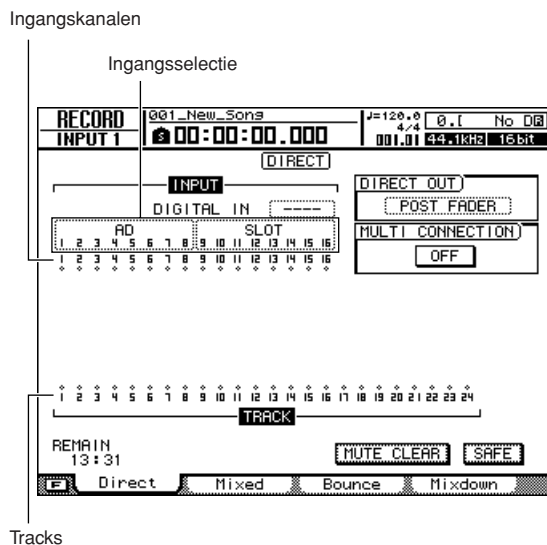 Ingangskanalen
Ingangsselectie
RECORD
INPUT 1
001_New_Song
S 00:00:00.000
♩=120.0
4/4
001.01
0.[ No DB
44.1kHz 16bit
DIRECT
INPUT
DIGITAL IN ----
AD SLOT
1 2 3 4 5 6 7 8 9 10 11 12 13 14 15 16
1 2 3 4 5 6 7 8 9 10 11 12 13 14 15 16
DIRECT OUT
POST FADER
MULTI CONNECTION
OFF
1 2 3 4 5 6 7 8 9 10 11 12 13 14 15 16 17 18 19 20 21 22 23 24
TRACK
REMAIN
13:31
MUTE CLEAR SAFE
F Direct Mixed Bounce Mixdown
Tracks